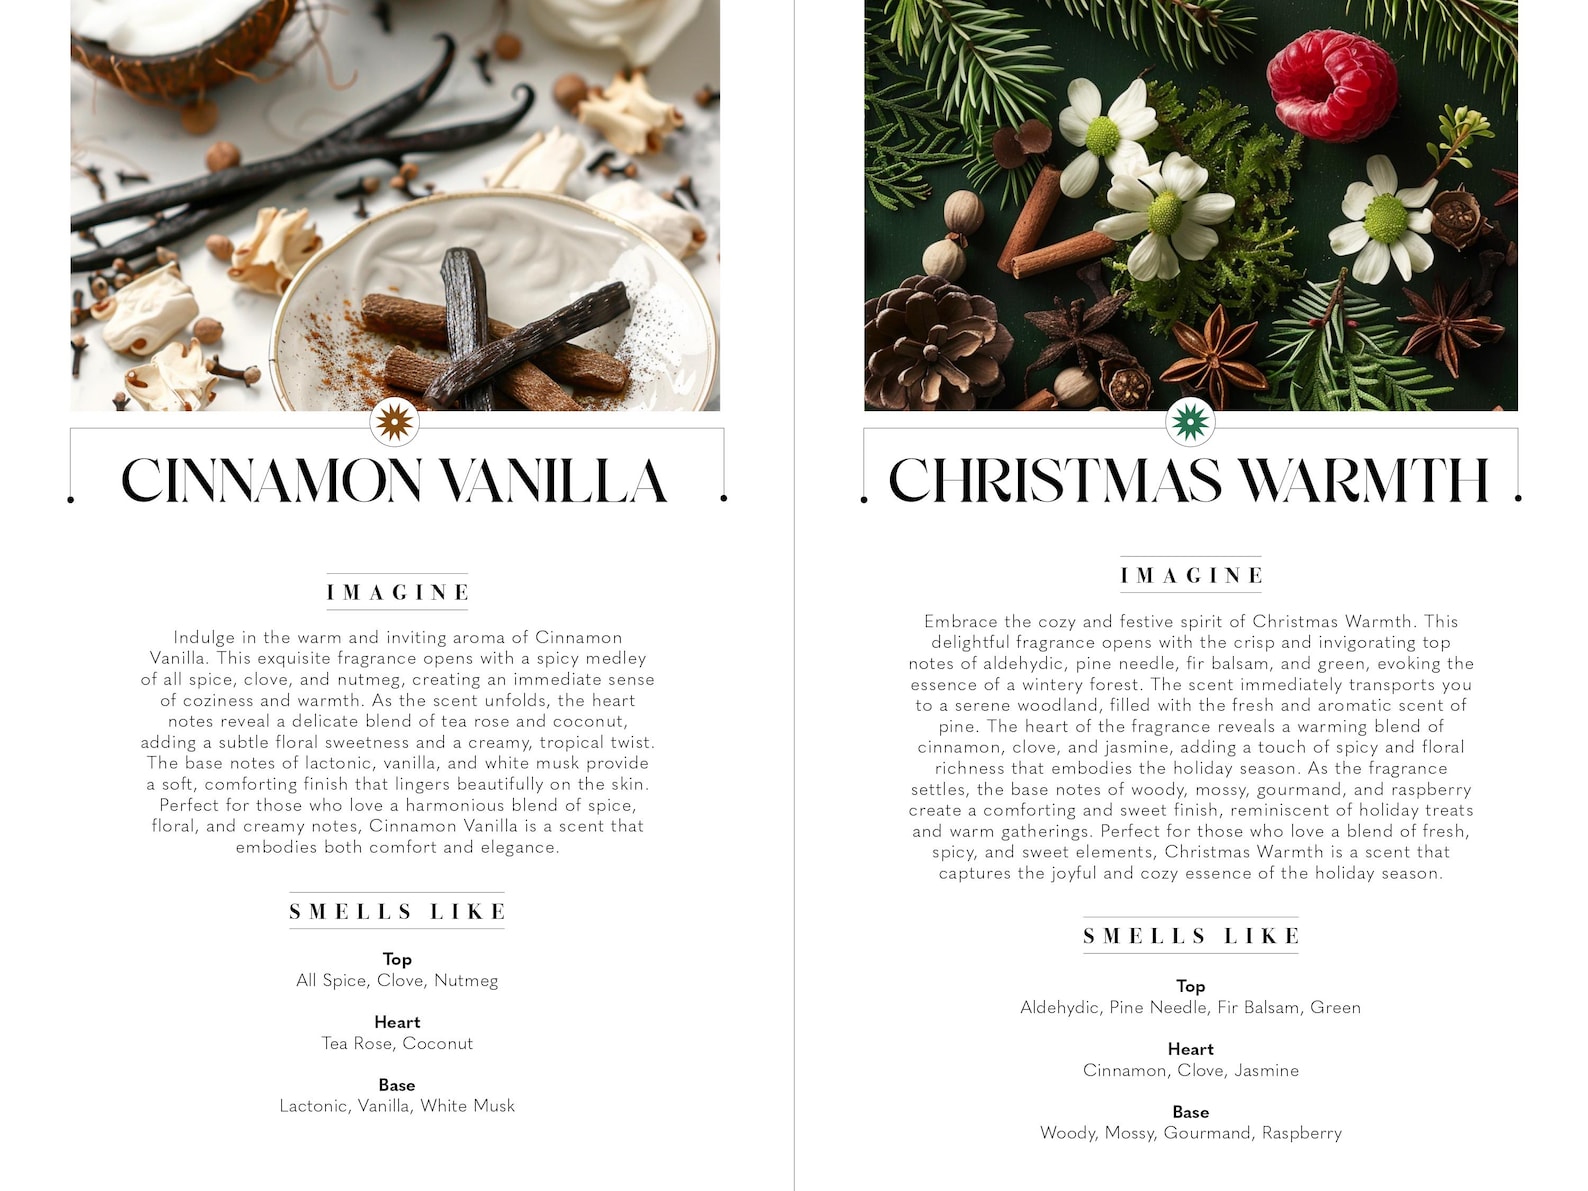 CINNAMON VANILLA
IMAGINE
Indulge in the warm and inviting aroma of Cinnamon
Vanilla. This exquisite fragrance opens with a spicy medley
of all spice, clove, and nutmeg, creating an immediate sense
of coziness and warmth. As the scent unfolds, the heart
notes reveal a delicate blend of tea rose and coconut,
adding a subtle floral sweetness and a creamy, tropical twist.
The base notes of lactonic, vanilla, and white musk provide
a soft, comforting finish that lingers beautifully on the skin.
Perfect for those who love a harmonious blend of spice,
floral, and creamy notes, Cinnamon Vanilla is a scent that
embodies both comfort and elegance.
SMELLS LIKE
Top
All Spice, Clove, Nutmeg
Heart
Tea Rose, Coconut
Base
Lactonic, Vanilla, White Musk
CHRISTMAS WARMTH
IMAGINE
Embrace the cozy and festive spirit of Christmas Warmth. This
delightful fragrance opens with the crisp and invigorating top
notes of aldehydic, pine needle, fir balsam, and green, evoking the
essence of a wintery forest. The scent immediately transports you
to a serene woodland, filled with the fresh and aromatic scent of
pine. The heart of the fragrance reveals a warming blend of
cinnamon, clove, and jasmine, adding a touch of spicy and floral
richness that embodies the holiday season. As the fragrance
settles, the base notes of woody, mossy, gourmand, and raspberry
create a comforting and sweet finish, reminiscent of holiday treats
and warm gatherings. Perfect for those who love a blend of fresh,
spicy, and sweet elements, Christmas Warmth is a scent that
captures the joyful and cozy essence of the holiday season.
SMELLS LIKE
Top
Aldehydic, Pine Needle, Fir Balsam, Green
Heart
Cinnamon, Clove, Jasmine
Base
Woody, Mossy, Gourmand, Raspberry